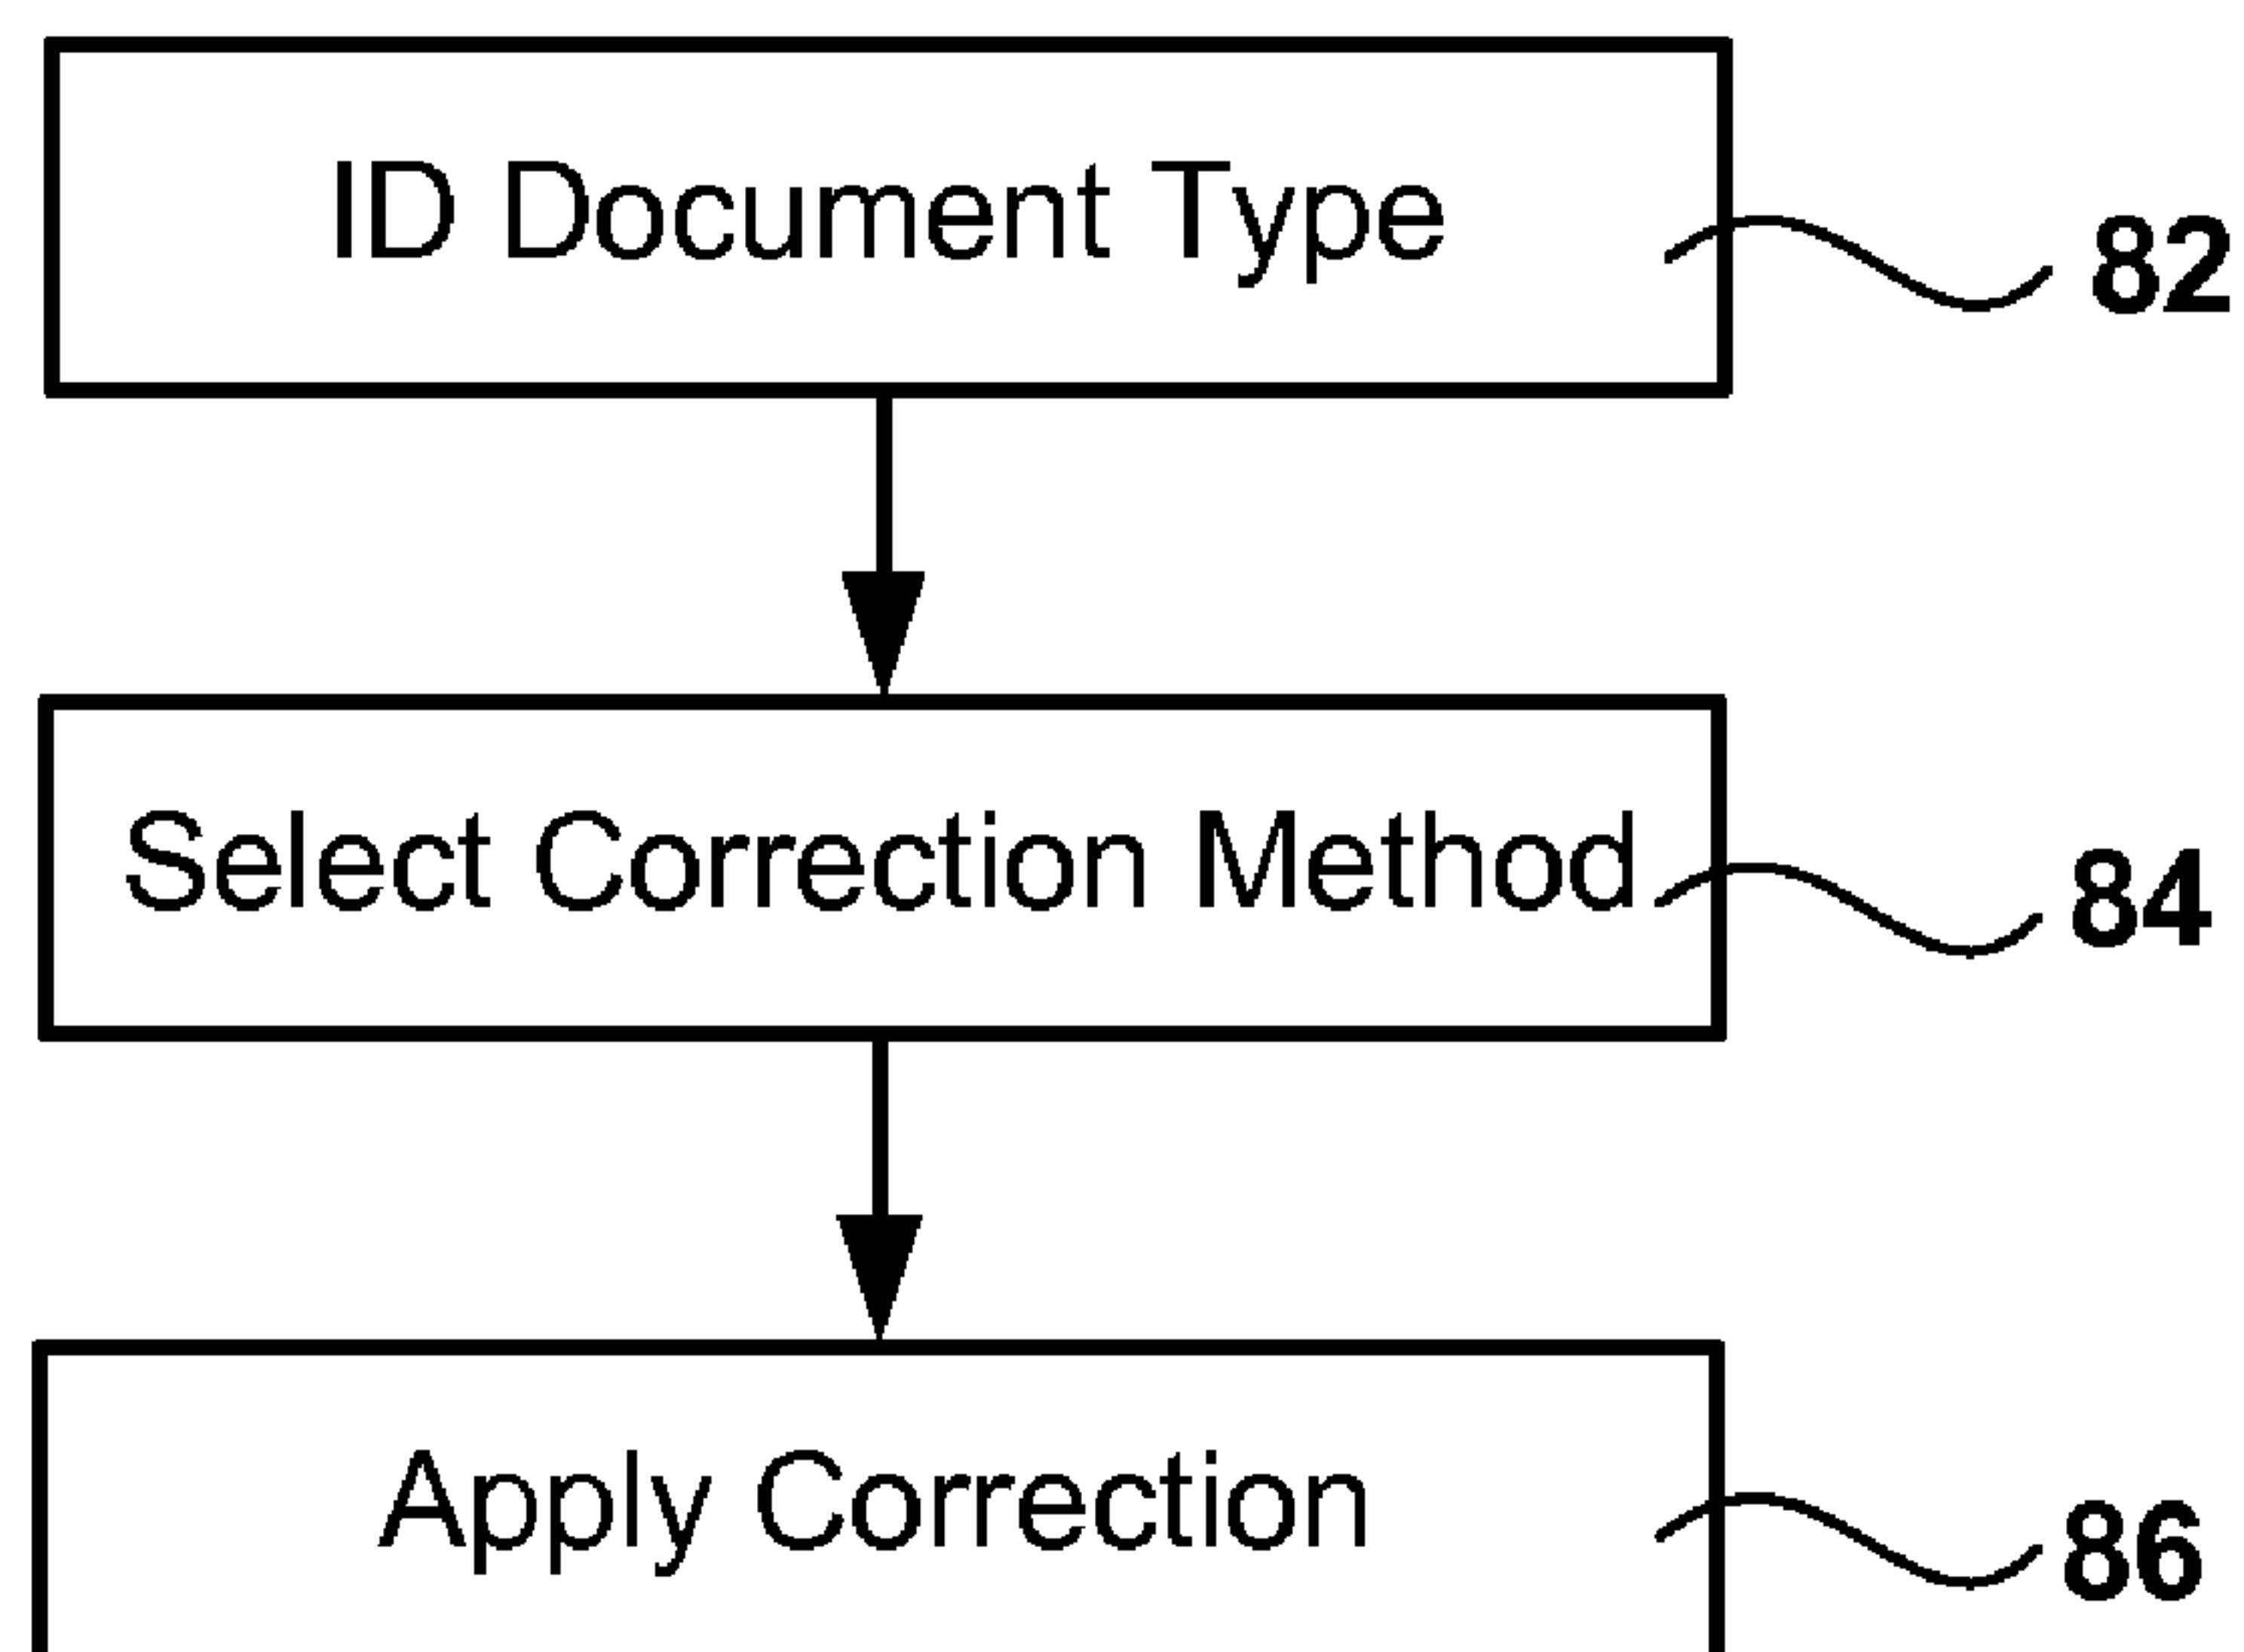 ID Document Type
82
Select Correction Method
84
Apply Correction
86